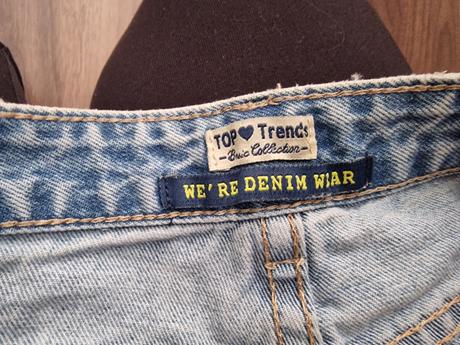 TOP♥Trends
-Basic Collection-
WE'RE DENIM WEAR